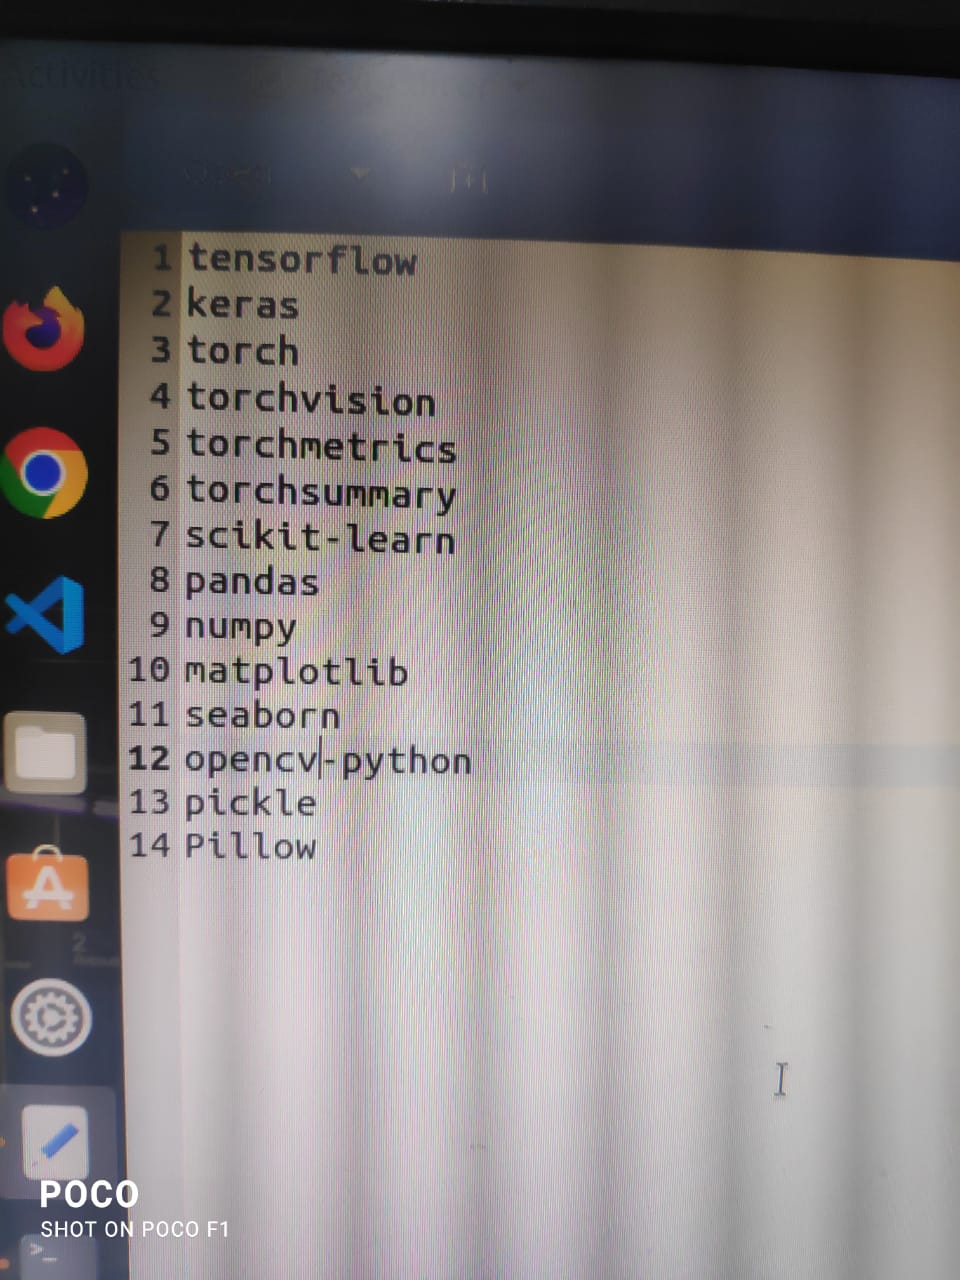 Activities
Open
1 tensorflow
2 keras
3 torch
4 torchvision
5 torchmetrics
6 torchsummary
7 scikit-learn
8 pandas
9 numpy
10 matplotlib
11 seaborn
12 opencv-python
13 pickle
14 Pillow
POCO
SHOT ON POCO F1